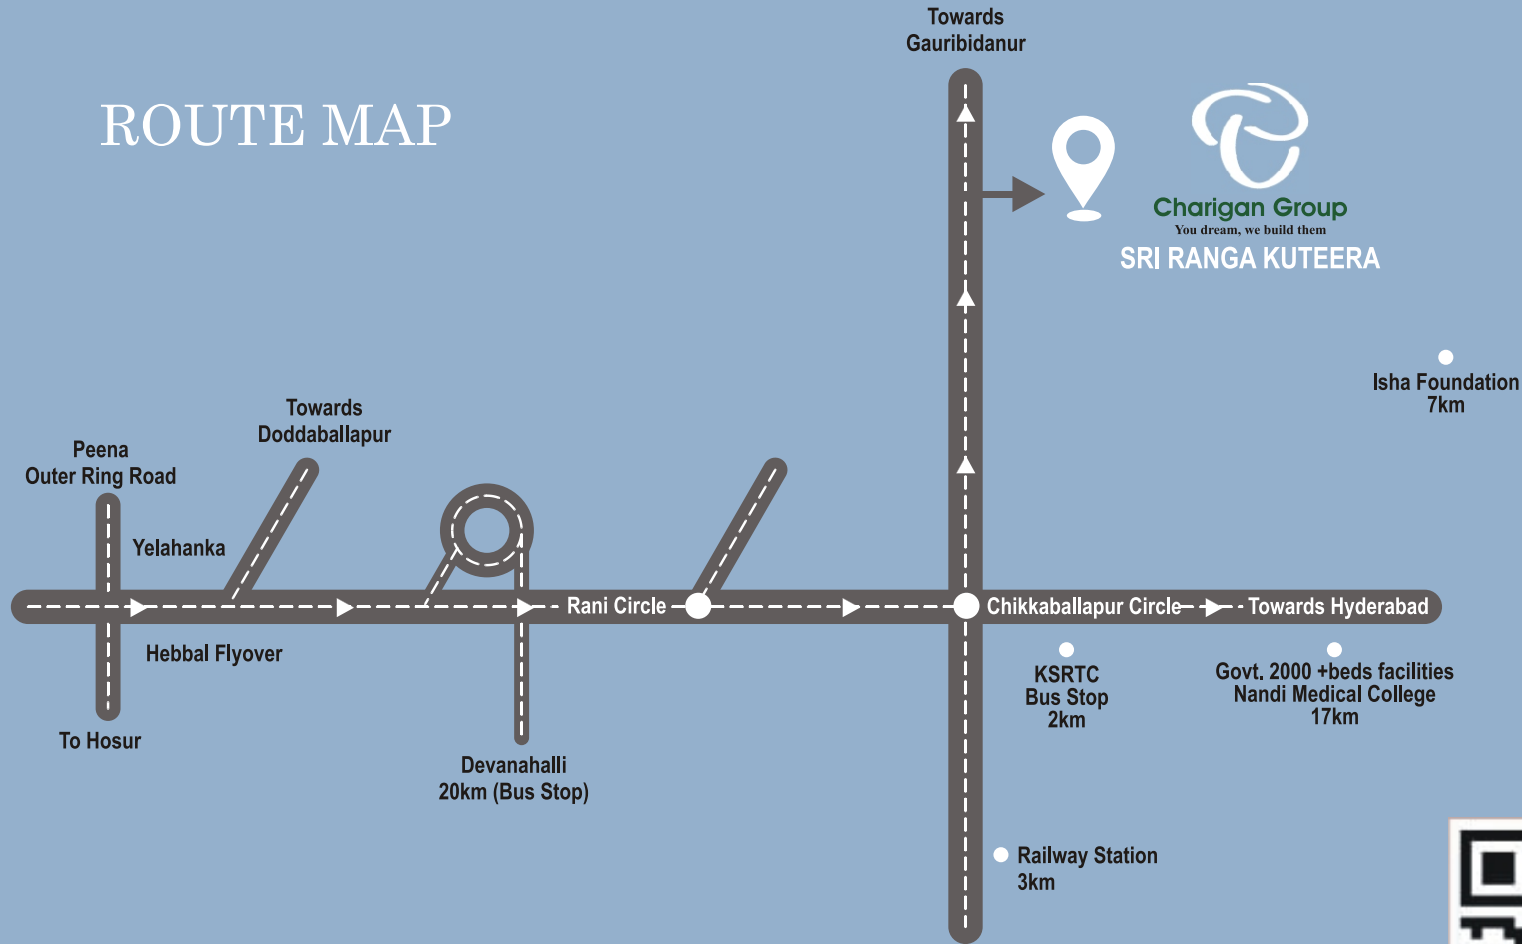 Towards
Gauribidanur
ROUTE MAP
Charigan Group
You dream, we build them
SRI RANGA KUTEERA
Isha Foundation
7km
Towards
Doddaballapur
Peena
Outer Ring Road
Yelahanka
Rani Circle
Chikkaballapur Circle
Towards Hyderabad
Hebbal Flyover
KSRTC
Bus Stop
2km
Govt. 2000 +beds facilities
Nandi Medical College
17km
To Hosur
Devanahalli
20km (Bus Stop)
Railway Station
3km